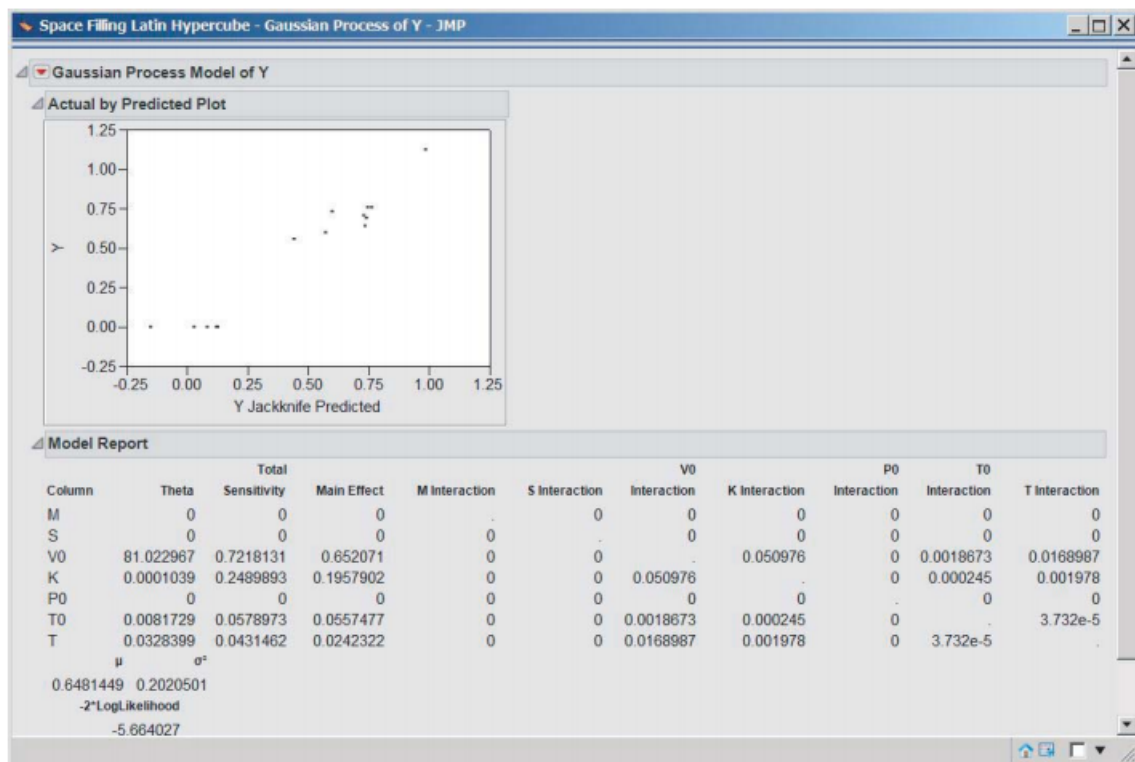 Space Filling Latin Hypercube - Gaussian Process of Y - JMP
Gaussian Process Model of Y
Actual by Predicted Plot
1.25
1.00
0.75
0.50
0.25
0.00
-0.25
Y
-0.25 0.00 0.25 0.50 0.75 1.00 1.25
Y Jackknife Predicted
Model Report
Total V0 P0 T0
Column Theta Sensitivity Main Effect M Interaction S Interaction Interaction K Interaction Interaction Interaction T Interaction
M 0 0 0 . 0 0 0 0 0 0
S 0 0 0 0 . 0 0 0 0 0
V0 81.022967 0.7218131 0.652071 0 0 . 0.050976 0 0.0018673 0.0168987
K 0.0001039 0.2489893 0.1957902 0 0 0.050976 . 0 0.000245 0.001978
P0 0 0 0 0 0 0 0 . 0 0
T0 0.0081729 0.0578973 0.0557477 0 0 0.0018673 0.000245 0 . 3.732e-5
T 0.0328399 0.0431462 0.0242322 0 0 0.0168987 0.001978 0 3.732e-5 .
μ σ²
0.6481449 0.2020501
-2*LogLikelihood
-5.664027